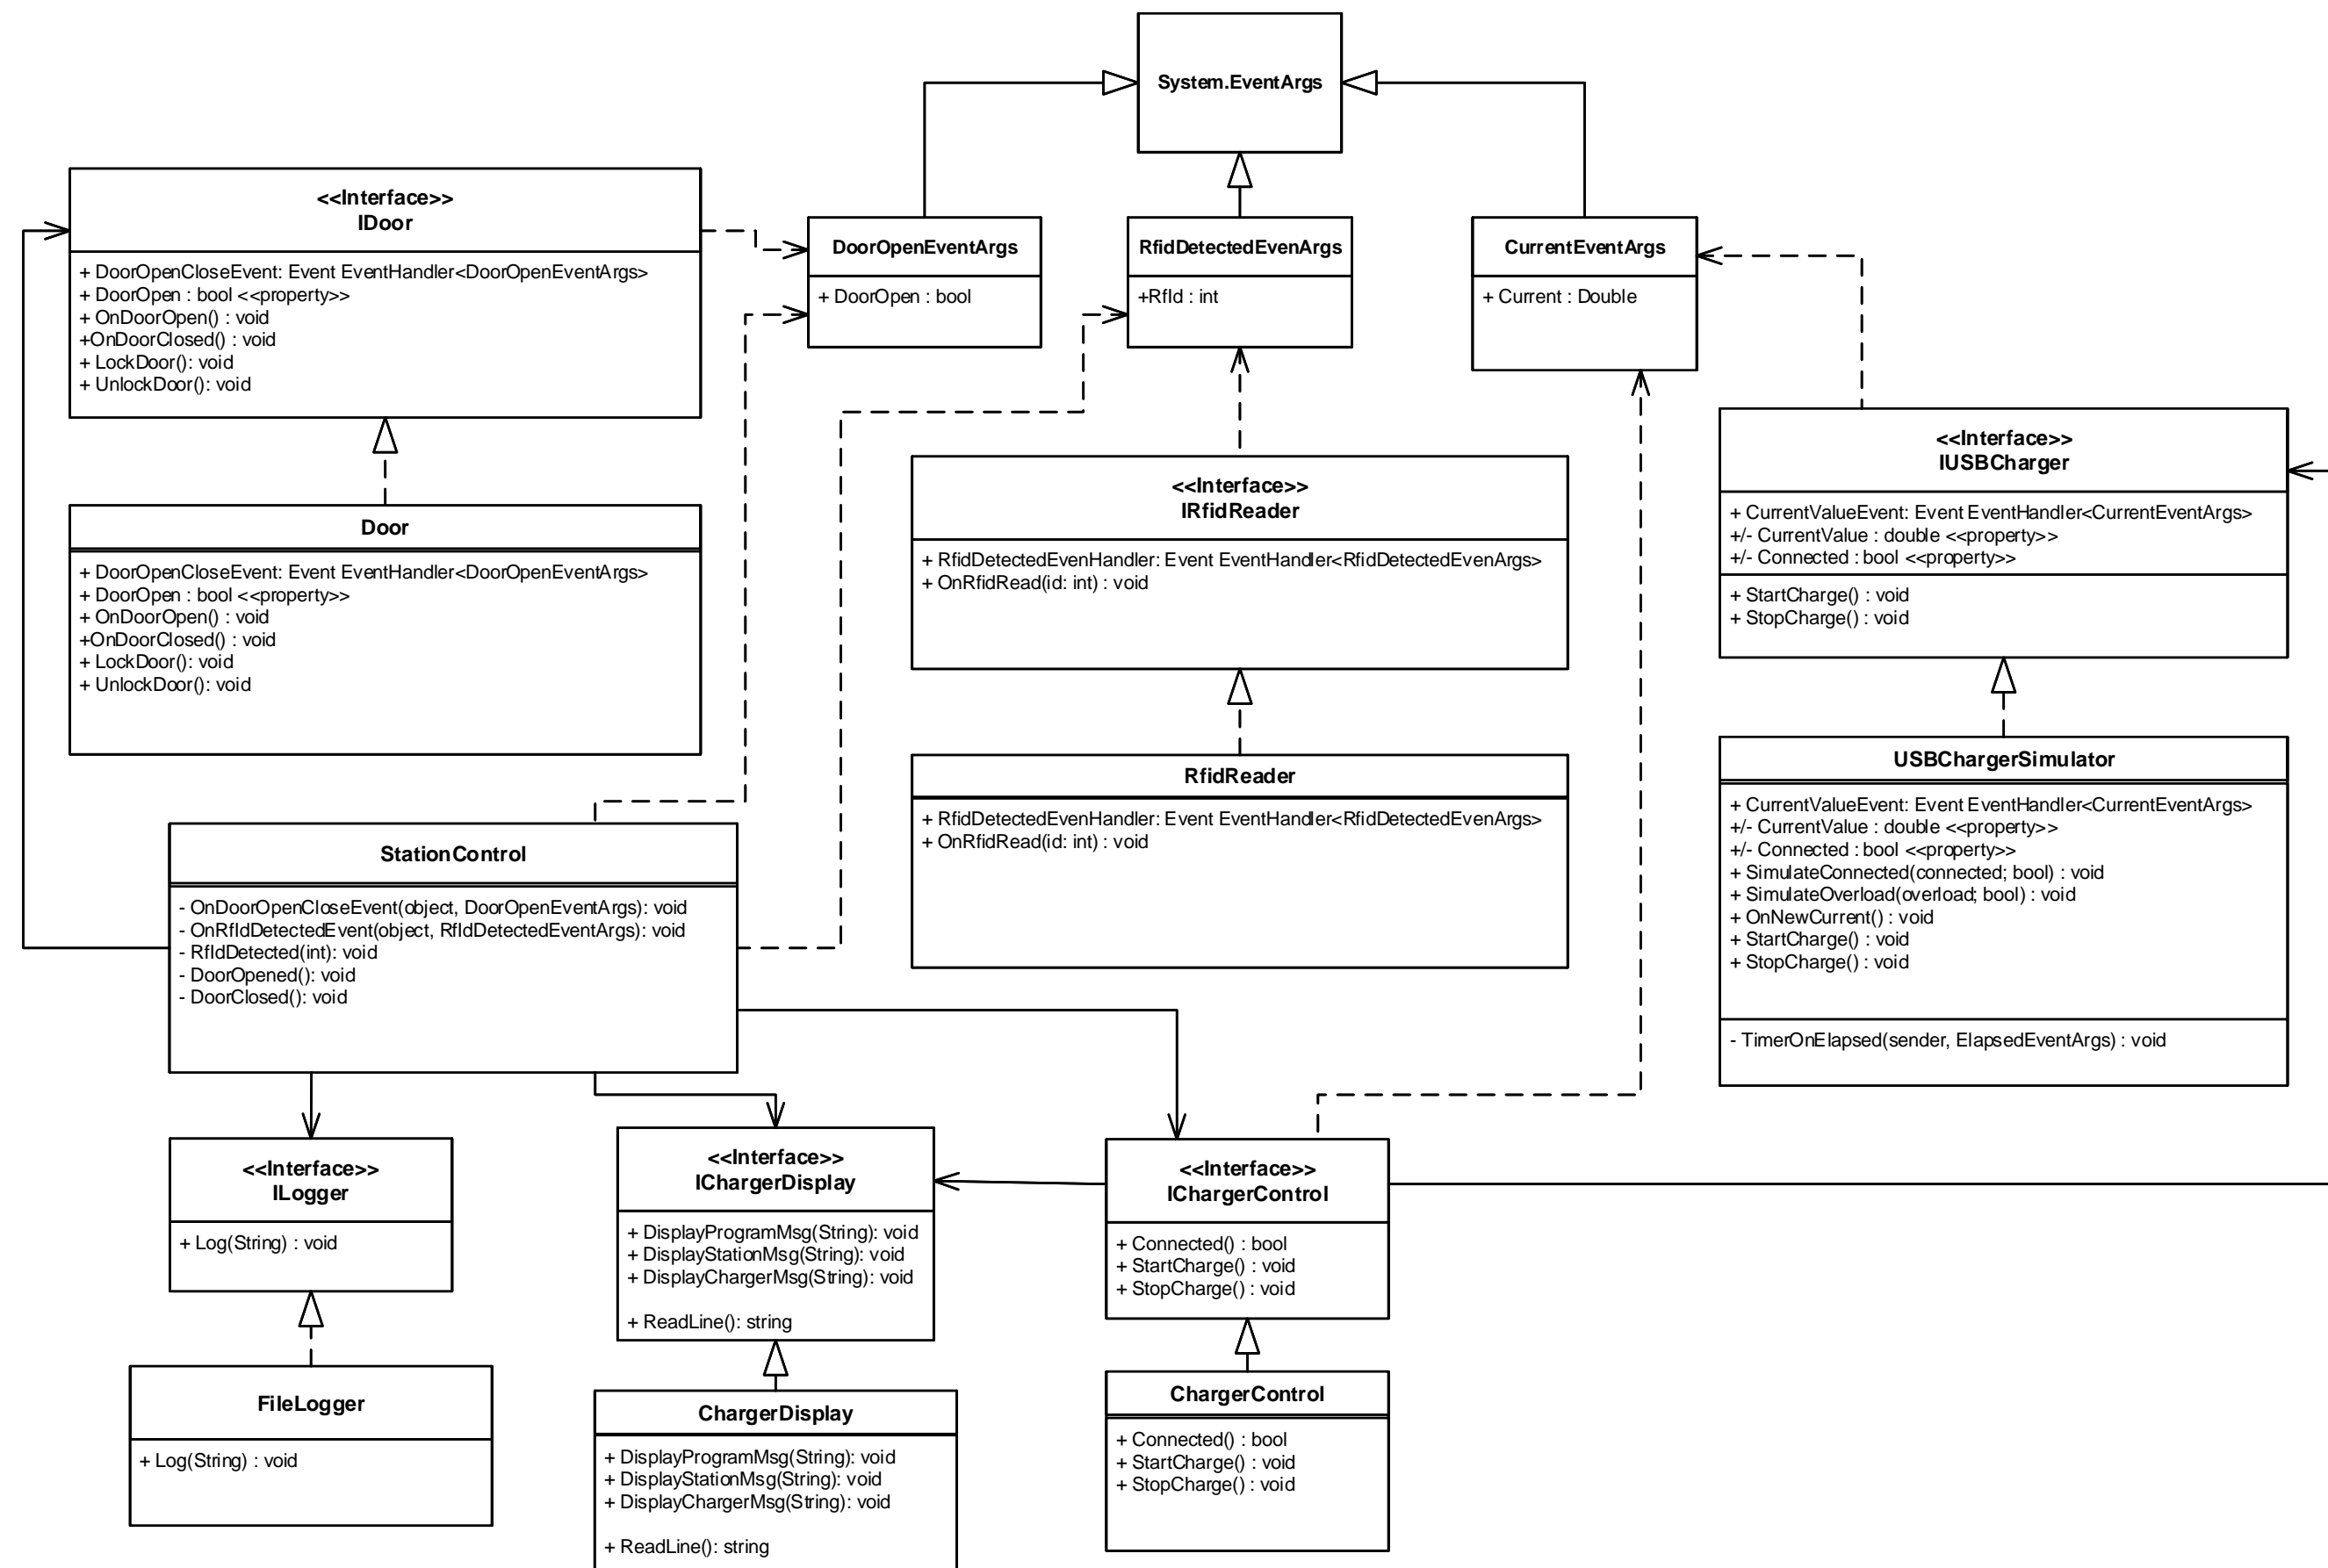 System.EventArgs
<<Interface>>
IDoor
+ DoorOpenCloseEvent: Event EventHandler<DoorOpenEventArgs>
+ DoorOpen : bool <<property>>
+ OnDoorOpen() : void
+OnDoorClosed() : void
+ LockDoor(): void
+ UnlockDoor(): void
DoorOpenEventArgs
+ DoorOpen : bool
RfidDetectedEvenArgs
+RfId : int
CurrentEventArgs
+ Current : Double
<<Interface>>
IUSBCharger
+ CurrentValueEvent: Event EventHandler<CurrentEventArgs>
+/- CurrentValue : double <<property>>
+/- Connected : bool <<property>>
+ StartCharge() : void
+ StopCharge() : void
<<Interface>>
IRfidReader
+ RfidDetectedEvenHandler: Event EventHandler<RfidDetectedEvenArgs>
+ OnRfidRead(id: int) : void
Door
+ DoorOpenCloseEvent: Event EventHandler<DoorOpenEventArgs>
+ DoorOpen : bool <<property>>
+ OnDoorOpen() : void
+OnDoorClosed() : void
+ LockDoor(): void
+ UnlockDoor(): void
RfidReader
+ RfidDetectedEvenHandler: Event EventHandler<RfidDetectedEvenArgs>
+ OnRfidRead(id: int) : void
USBChargerSimulator
+ CurrentValueEvent: Event EventHandler<CurrentEventArgs>
+/- CurrentValue : double <<property>>
+/- Connected : bool <<property>>
+ SimulateConnected(connected; bool) : void
+ SimulateOverload(overload; bool) : void
+ OnNewCurrent() : void
+ StartCharge() : void
+ StopCharge() : void
- TimerOnElapsed(sender, ElapsedEventArgs) : void
StationControl
- OnDoorOpenCloseEvent(object, DoorOpenEventArgs): void
- OnRfIdDetectedEvent(object, RfIdDetectedEventArgs): void
- RfIdDetected(int): void
- DoorOpened(): void
- DoorClosed(): void
<<Interface>>
ILogger
+ Log(String) : void
<<Interface>>
IChargerDisplay
+ DisplayProgramMsg(String): void
+ DisplayStationMsg(String): void
+ DisplayChargerMsg(String): void
+ ReadLine(): string
<<Interface>>
IChargerControl
+ Connected() : bool
+ StartCharge() : void
+ StopCharge() : void
FileLogger
+ Log(String) : void
ChargerDisplay
+ DisplayProgramMsg(String): void
+ DisplayStationMsg(String): void
+ DisplayChargerMsg(String): void
+ ReadLine(): string
ChargerControl
+ Connected() : bool
+ StartCharge() : void
+ StopCharge() : void